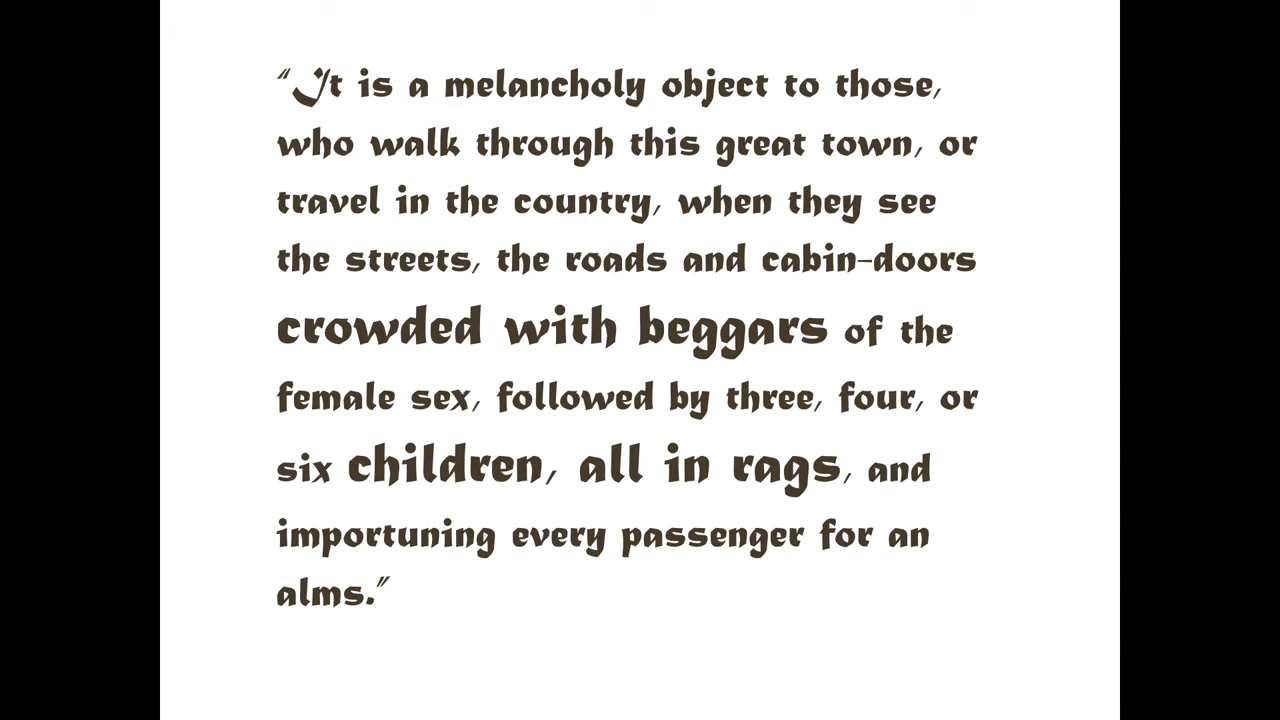 “It is a melancholy object to those,
who walk through this great town, or
travel in the country, when they see
the streets, the roads and cabin-doors
crowded with beggars of the
female sex, followed by three, four, or
six children, all in rags, and
importuning every passenger for an
alms.”